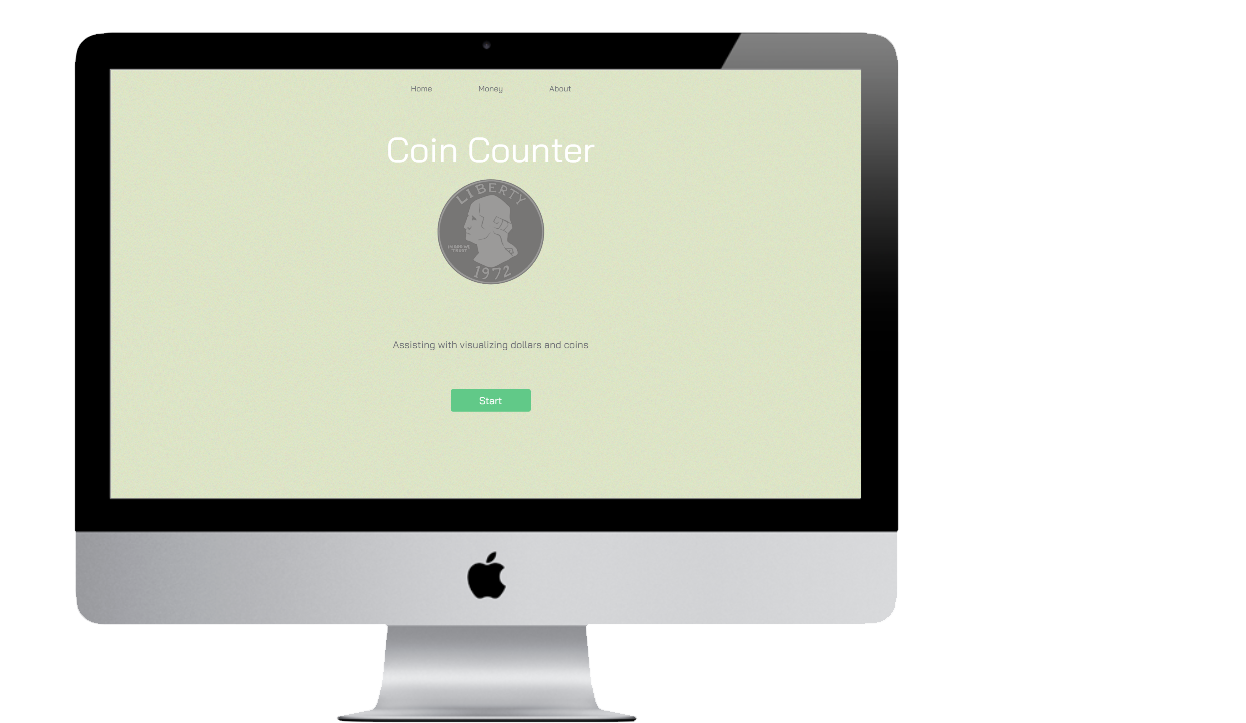 Home Money About
Coin Counter
LIBERTY
IN GOD WE
TRUST
1972
Assisting with visualizing dollars and coins
Start